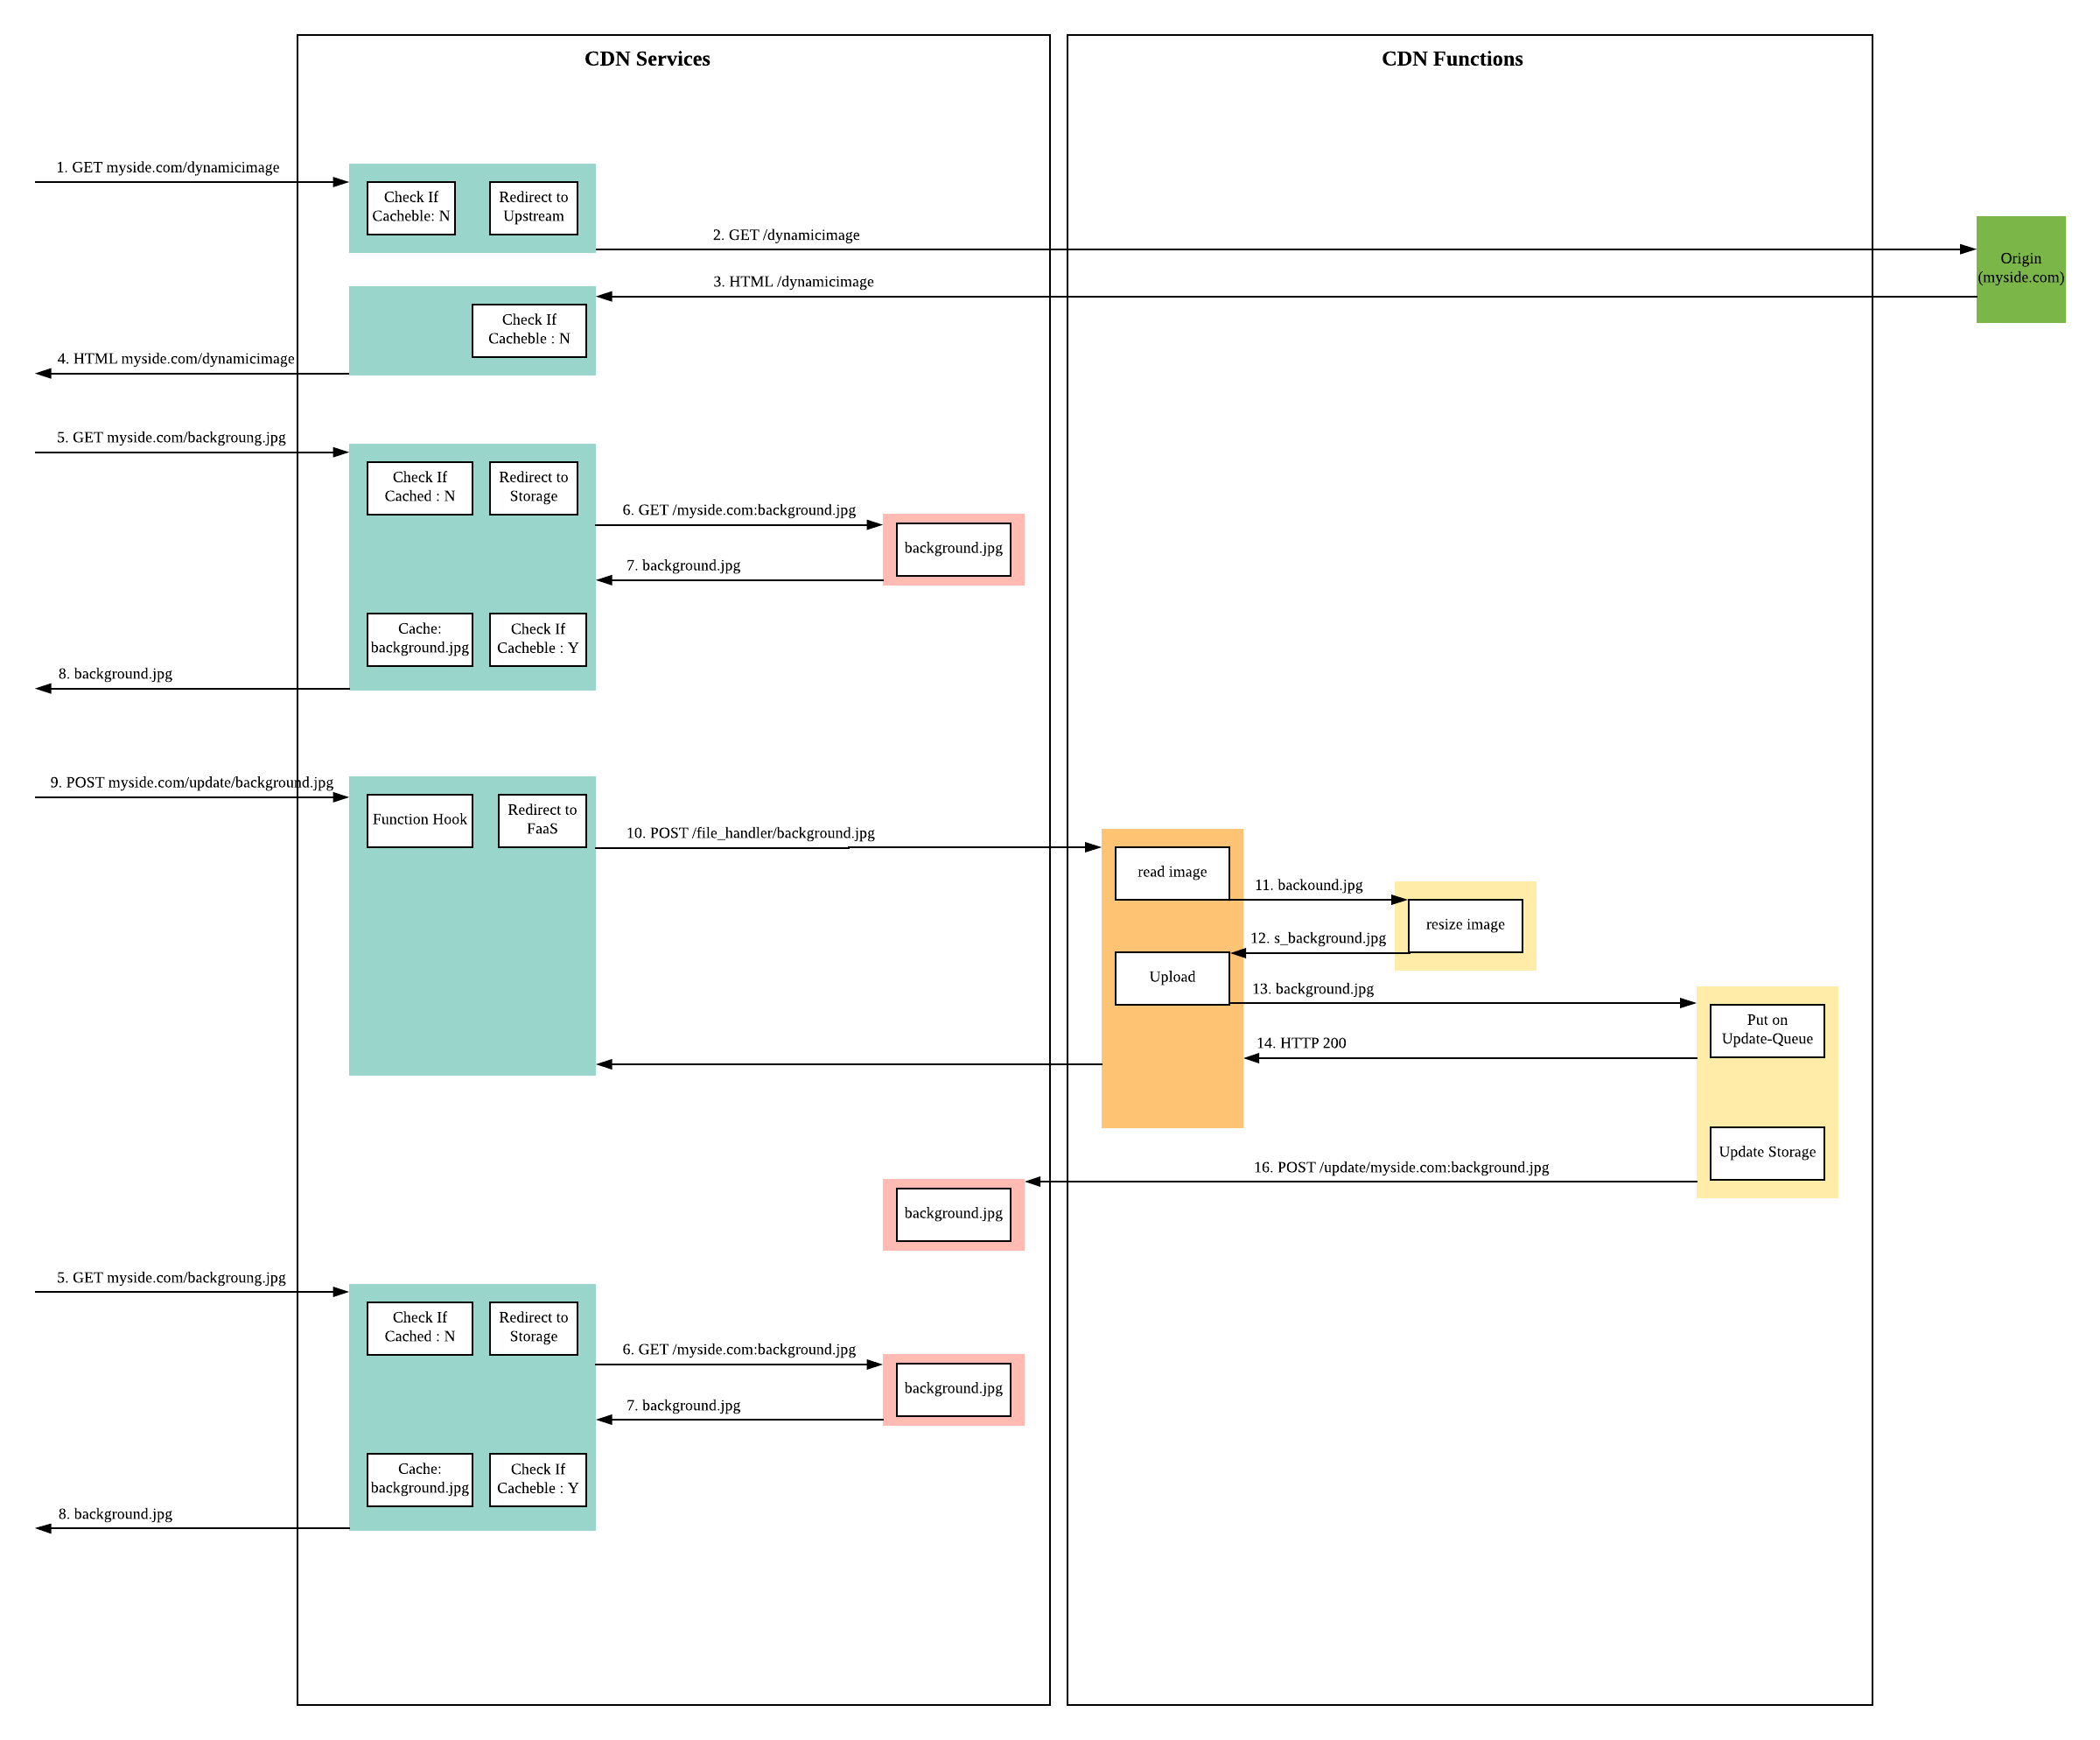 CDN Services
CDN Functions
1. GET myside.com/dynamicimage
Check If
Cacheble: N
Redirect to
Upstream
2. GET /dynamicimage
Origin
(myside.com)
3. HTML /dynamicimage
Check If
Cacheble : N
4. HTML myside.com/dynamicimage
5. GET myside.com/backgroung.jpg
Check If
Cached : N
Redirect to
Storage
6. GET /myside.com:background.jpg
background.jpg
7. background.jpg
Cache:
background.jpg
Check If
Cacheble : Y
8. background.jpg
9. POST myside.com/update/background.jpg
Function Hook
Redirect to
FaaS
10. POST /file_handler/background.jpg
read image
11. backound.jpg
resize image
12. s_background.jpg
Upload
13. background.jpg
Put on
Update-Queue
14. HTTP 200
Update Storage
16. POST /update/myside.com:background.jpg
background.jpg
5. GET myside.com/backgroung.jpg
Check If
Cached : N
Redirect to
Storage
6. GET /myside.com:background.jpg
background.jpg
7. background.jpg
Cache:
background.jpg
Check If
Cacheble : Y
8. background.jpg